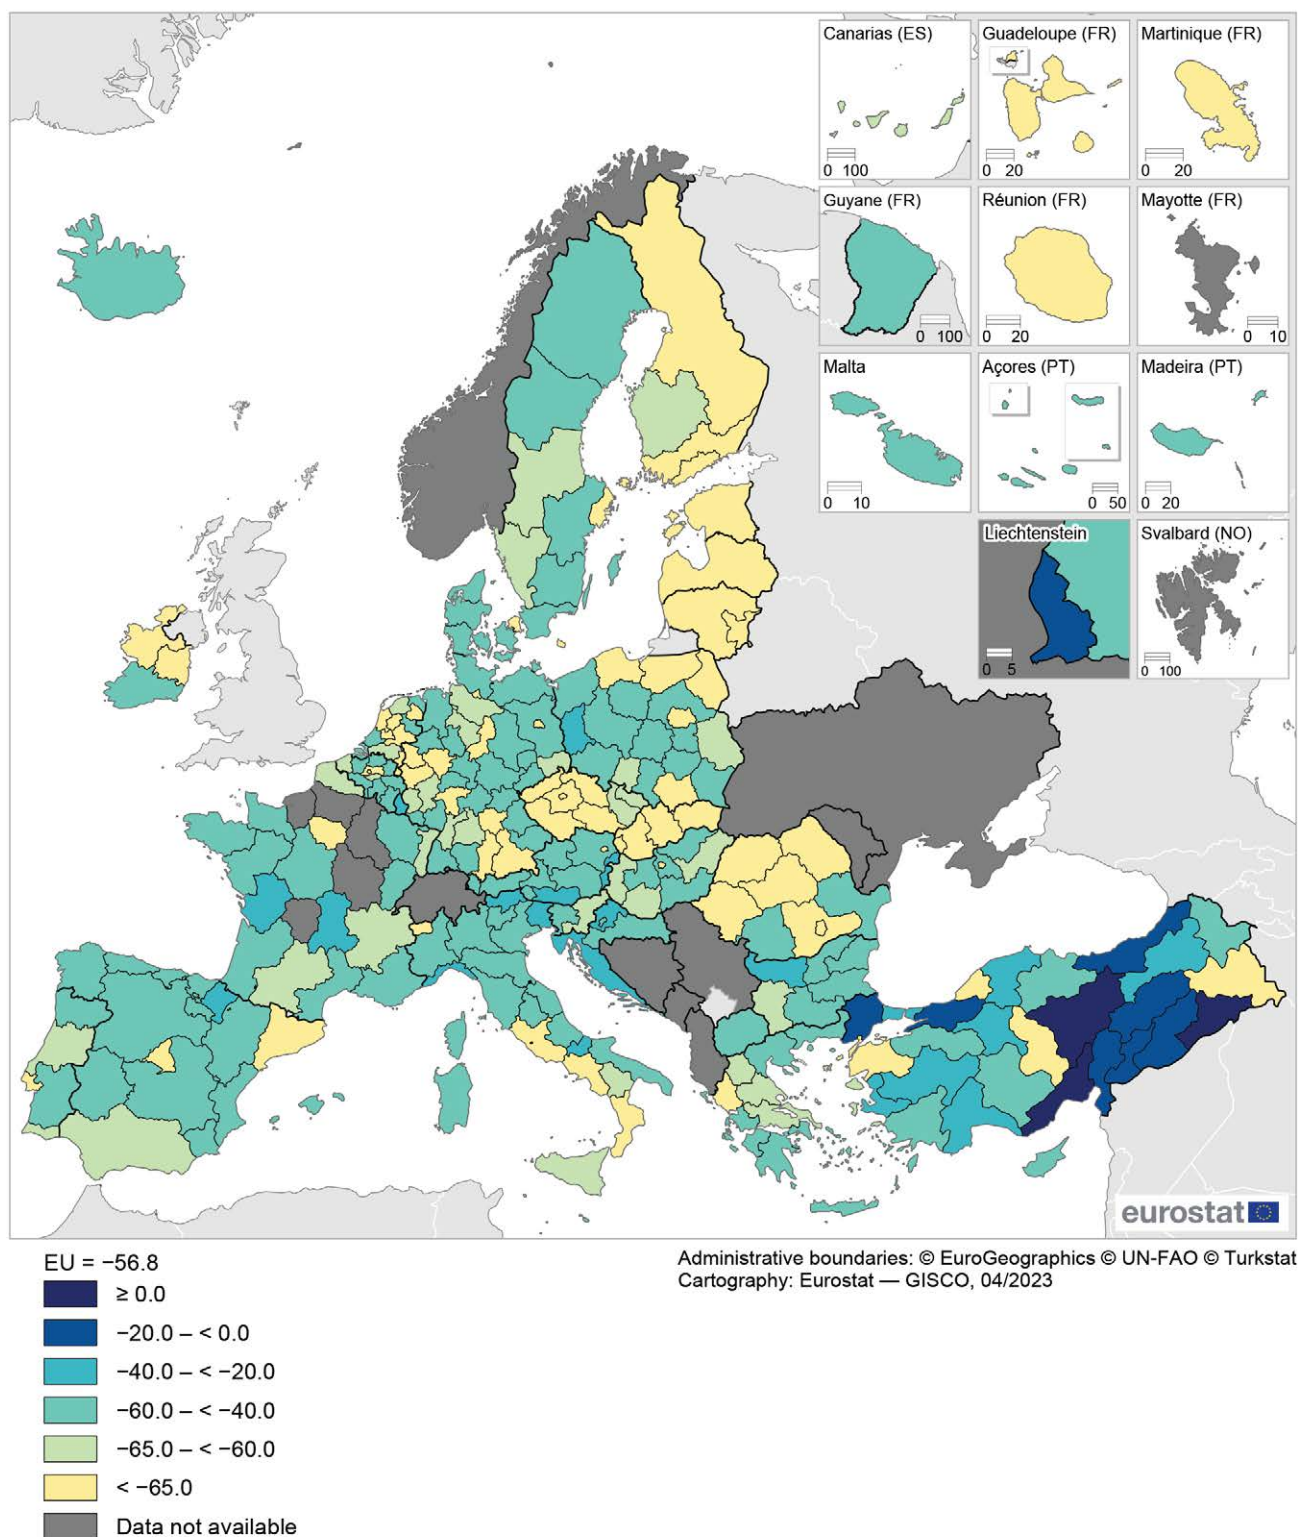 Canarias (ES)
0 100
Guadeloupe (FR)
0 20
Martinique (FR)
0 20
Guyane (FR)
0 100
Réunion (FR)
0 20
Mayotte (FR)
0 10
Malta
0 10
Açores (PT)
0 50
Madeira (PT)
0 20
Liechtenstein
0 5
Svalbard (NO)
0 100
eurostat
EU = −56.8
≥ 0.0
−20.0 – < 0.0
−40.0 – < −20.0
−60.0 – < −40.0
−65.0 – < −60.0
< −65.0
Data not available
Administrative boundaries: © EuroGeographics © UN-FAO © Turkstat
Cartography: Eurostat — GISCO, 04/2023